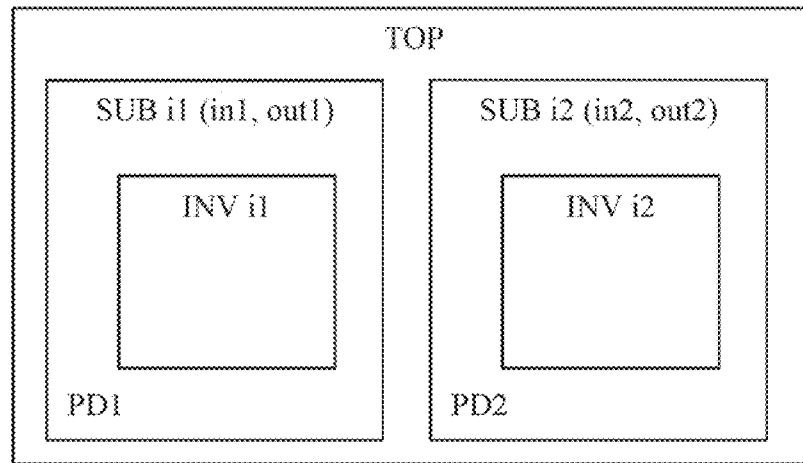 TOP
SUB i1 (in1, out1)
INV i1
PD1
SUB i2 (in2, out2)
INV i2
PD2